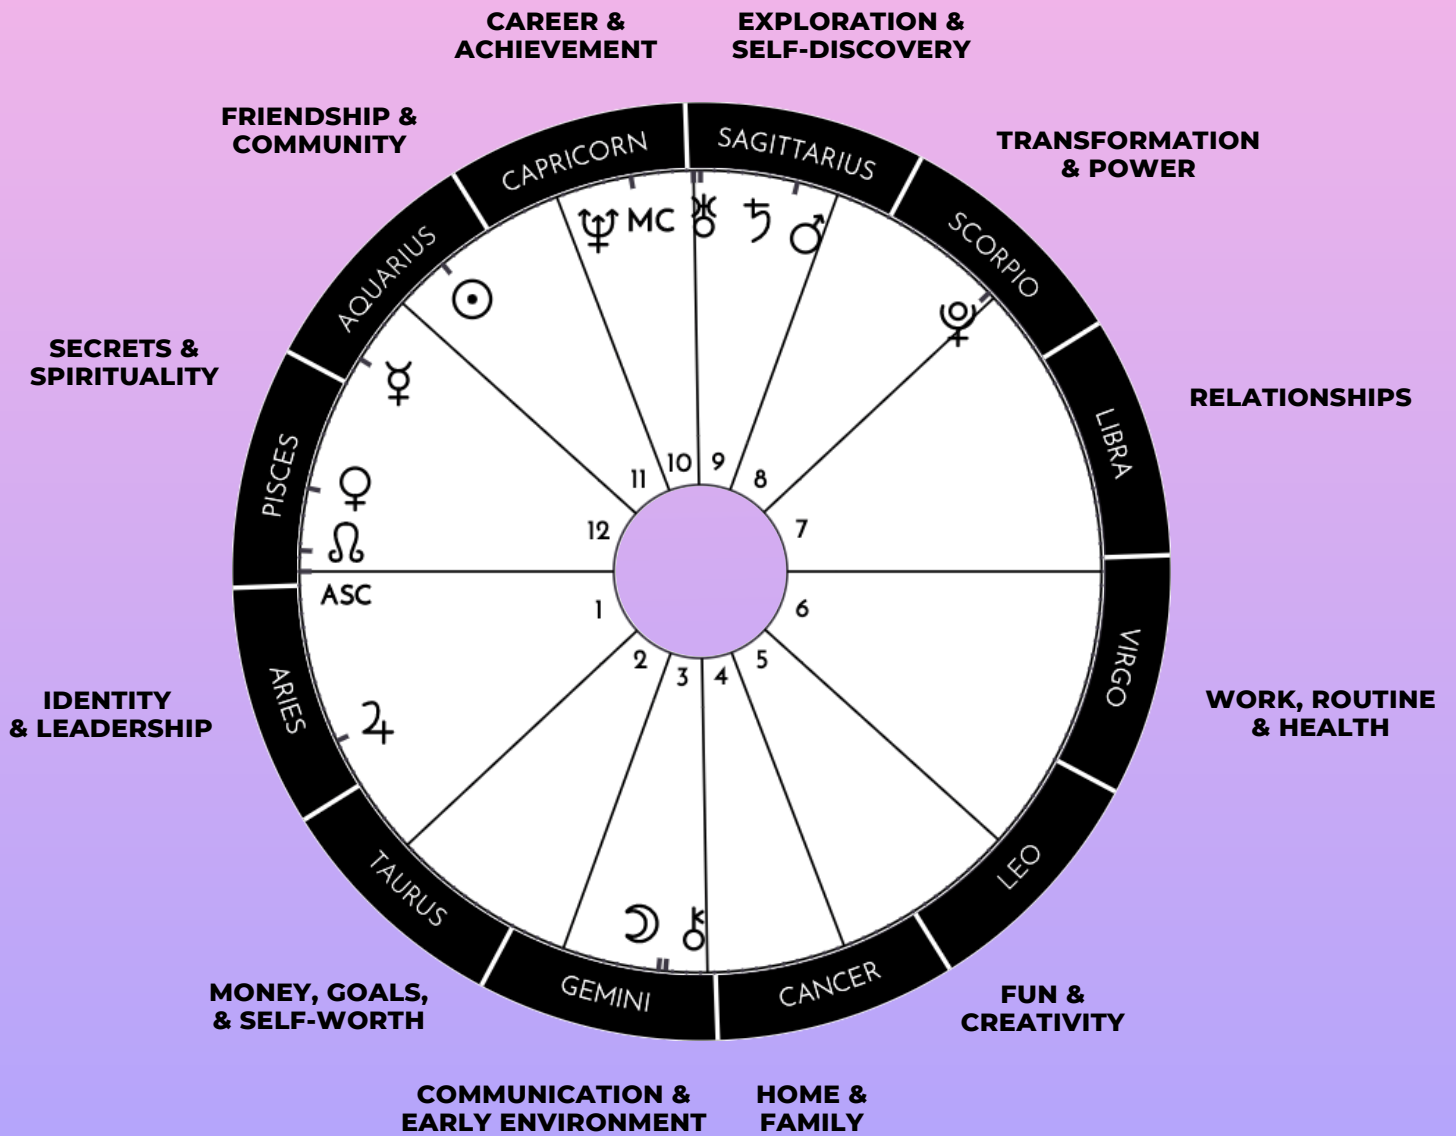 CAREER &
ACHIEVEMENT
EXPLORATION &
SELF-DISCOVERY
FRIENDSHIP &
COMMUNITY
TRANSFORMATION
& POWER
SECRETS &
SPIRITUALITY
RELATIONSHIPS
IDENTITY
& LEADERSHIP
WORK, ROUTINE
& HEALTH
MONEY, GOALS,
& SELF-WORTH
FUN &
CREATIVITY
COMMUNICATION &
EARLY ENVIRONMENT
HOME &
FAMILY
CAPRICORN
SAGITTARIUS
SCORPIO
LIBRA
VIRGO
LEO
CANCER
GEMINI
TAURUS
ARIES
PISCES
AQUARIUS
MC
ASC
1
2
3
4
5
6
7
8
9
10
11
12